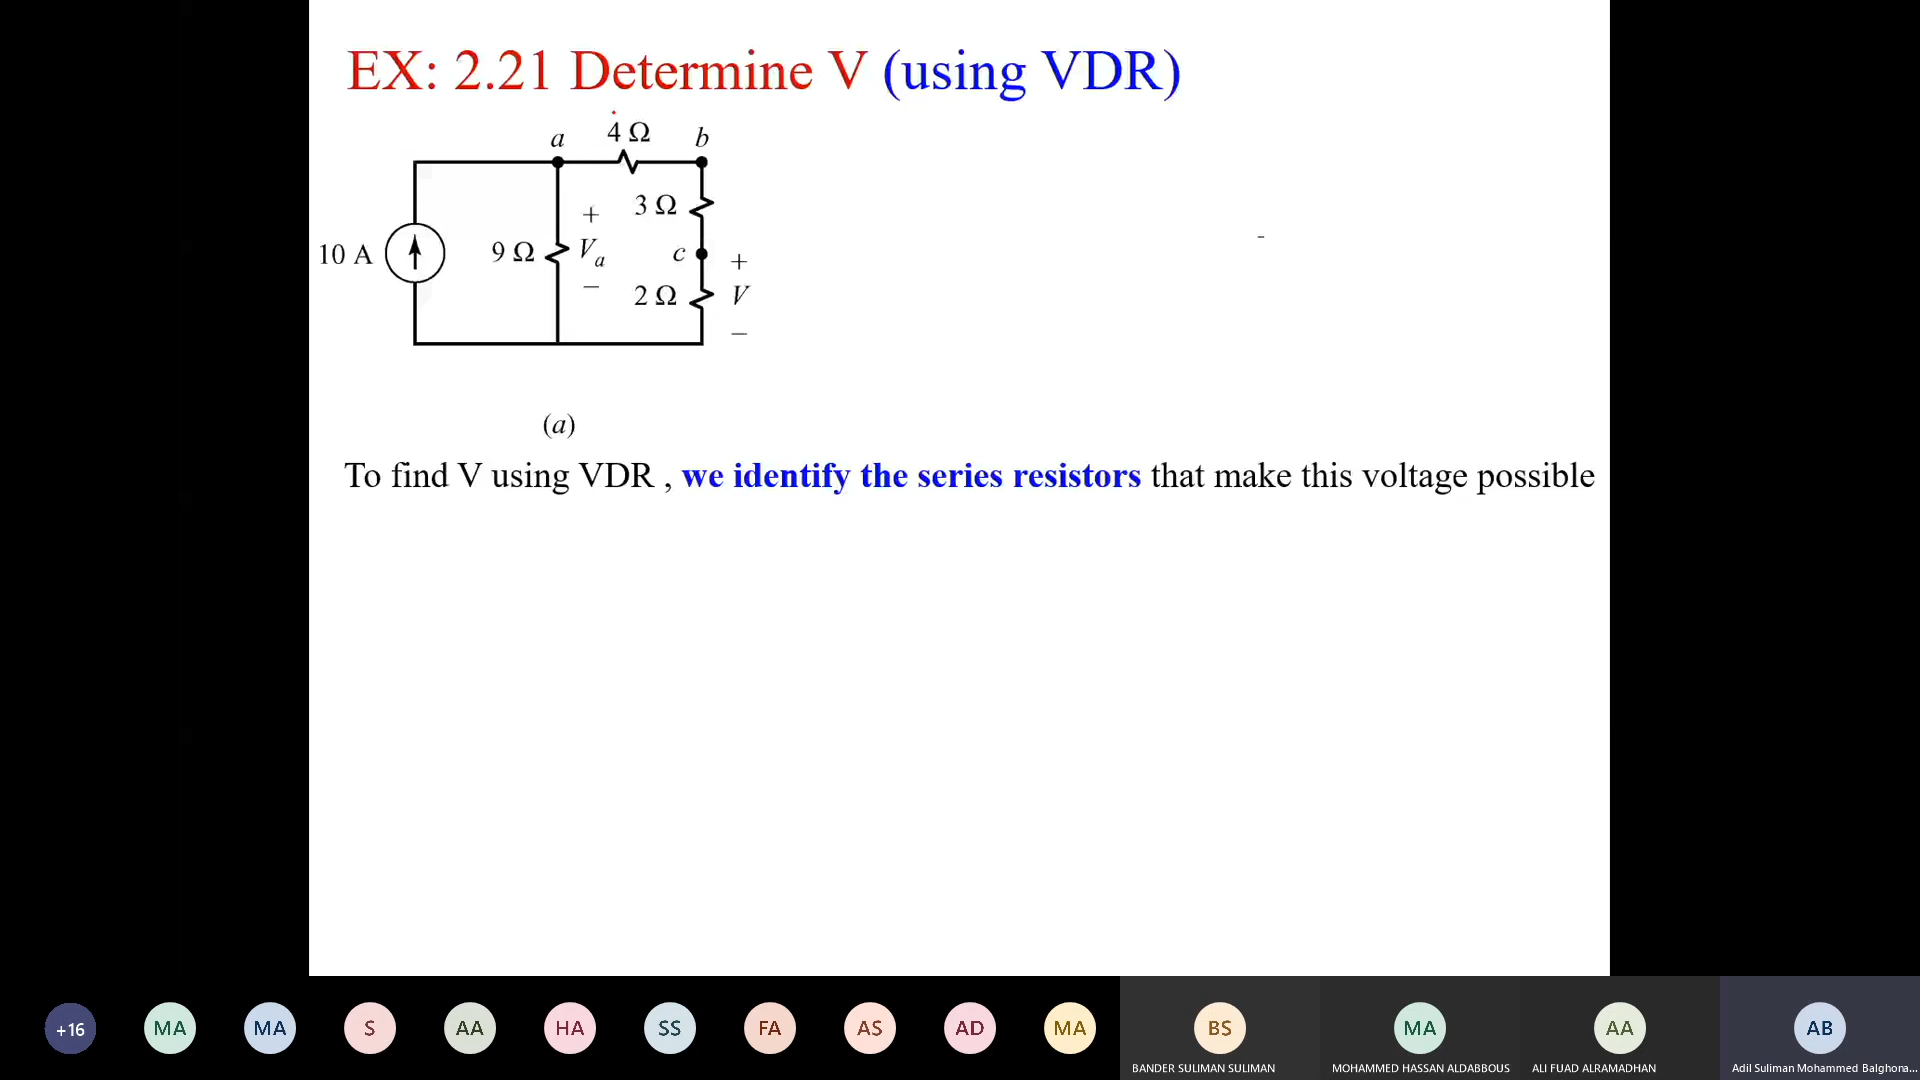 EX: 2.21 Determine V (using VDR)
a
4 Ω
b
3 Ω
+
10 A
9 Ω
Va
c
+
−
2 Ω
V
−
(a)
To find V using VDR , we identify the series resistors that make this voltage possible
+16
MA
MA
S
AA
HA
SS
FA
AS
AD
MA
BS
MA
AA
AB
BANDER SULIMAN SULIMAN
MOHAMMED HASSAN ALDABBOUS
ALI FUAD ALRAMADHAN
Adil Suliman Mohammed Balghona...